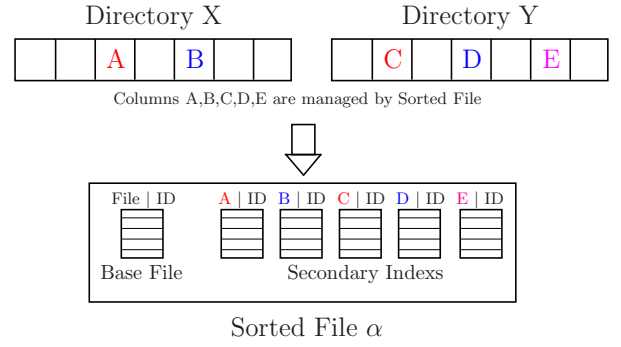 Directory X Directory Y
A B C D E
Columns A,B,C,D,E are managed by Sorted File
File | ID A | ID B | ID C | ID D | ID E | ID
Base File Secondary Indexs
Sorted File α